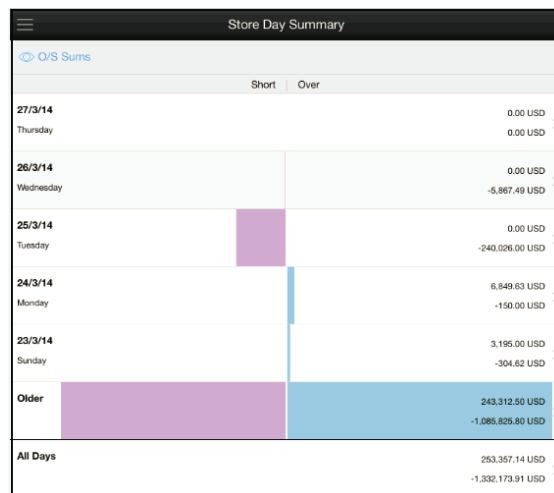 Store Day Summary
O/S Sums
Short Over
27/3/14
0.00 USD
Thursday
0.00 USD
26/3/14
0.00 USD
Wednesday
-5,867.49 USD
25/3/14
0.00 USD
Tuesday
-240,026.00 USD
24/3/14
6,849.63 USD
Monday
-150.00 USD
23/3/14
3,195.00 USD
Sunday
-304.62 USD
Older
243,312.50 USD
-1,085,825.80 USD
All Days
253,357.14 USD
-1,332,173.91 USD